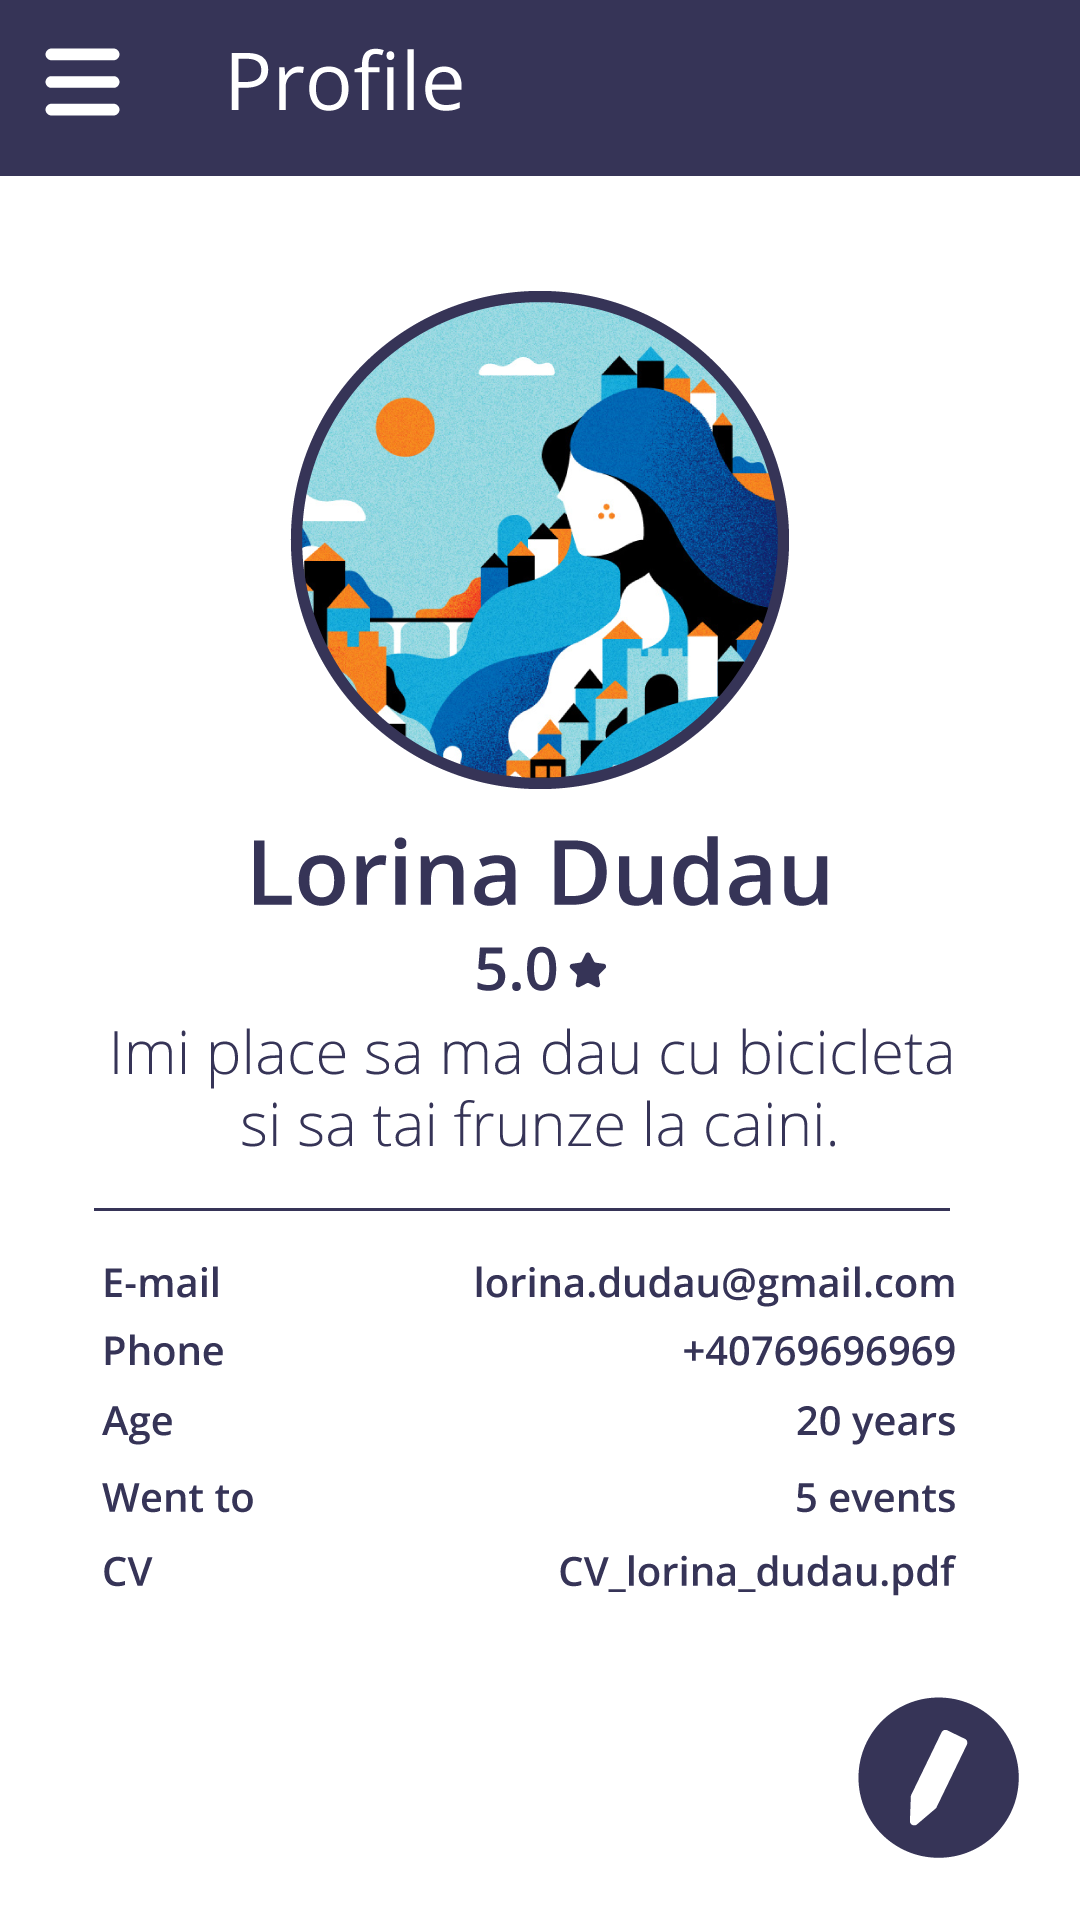 Profile
Lorina Dudau
5.0
Imi place sa ma dau cu bicicleta
si sa tai frunze la caini.
E-mail lorina.dudau@gmail.com
Phone +40769696969
Age 20 years
Went to 5 events
CV CV_lorina_dudau.pdf